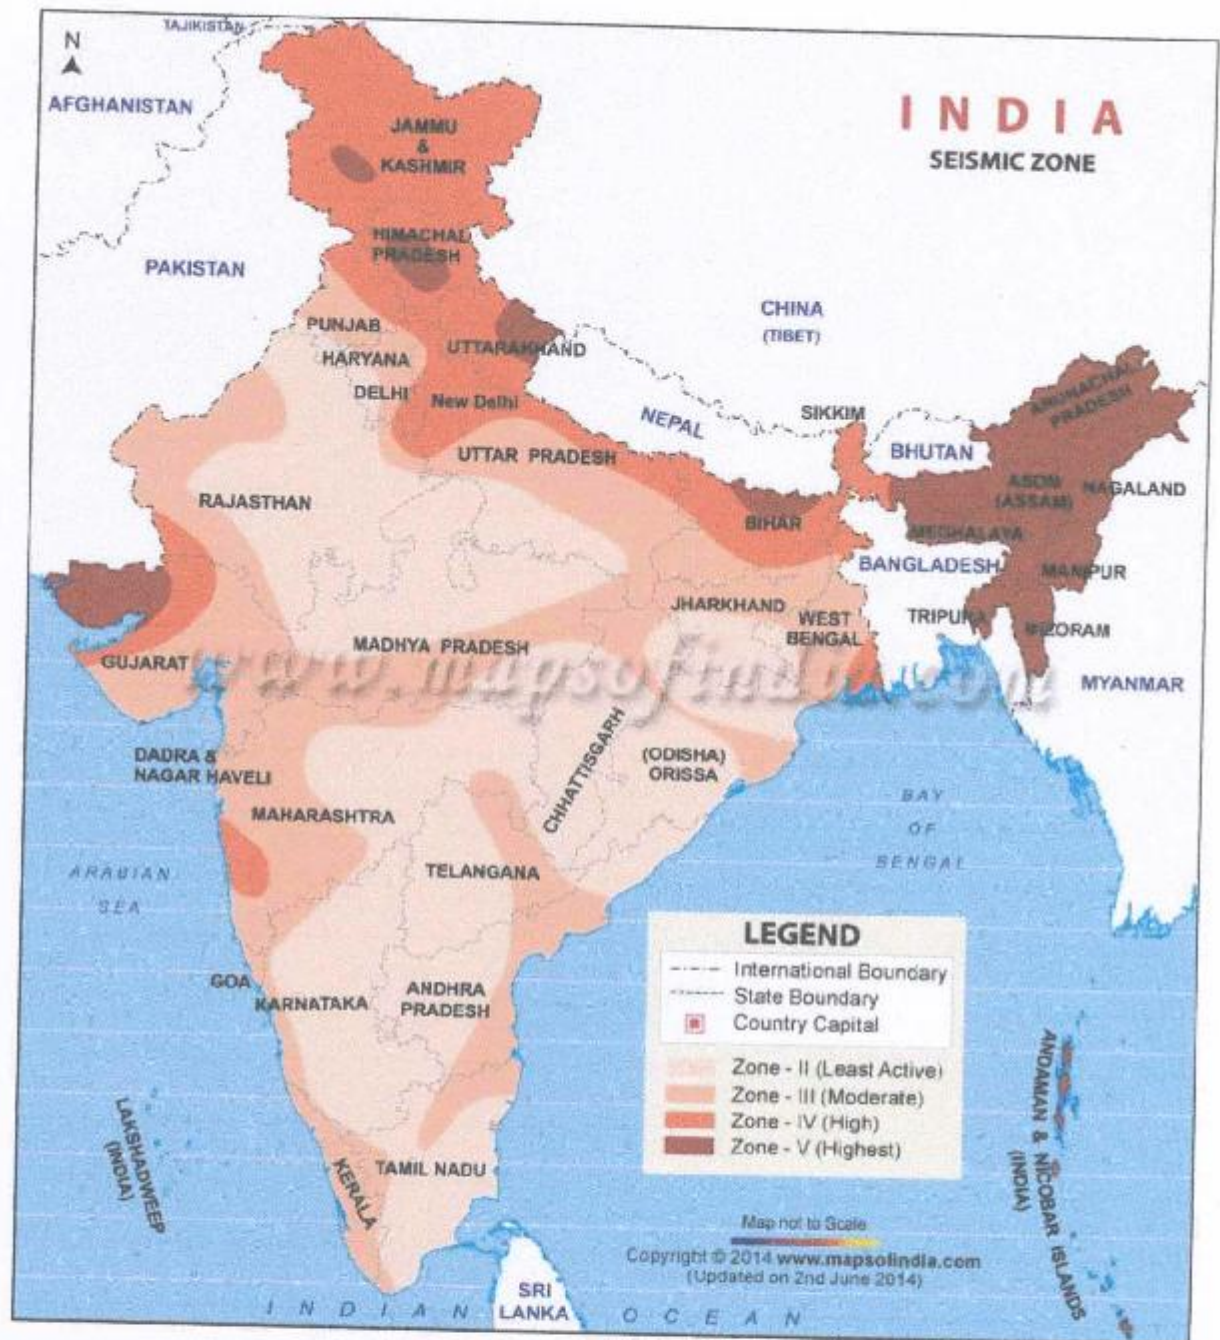 TAJIKISTAN
N
AFGHANISTAN
INDIA
SEISMIC ZONE
JAMMU
&
KASHMIR
HIMACHAL
PRADESH
PAKISTAN
CHINA
(TIBET)
PUNJAB
HARYANA
UTTARAKHAND
DELHI
New Delhi
NEPAL
SIKKIM
ARUNACHAL
PRADESH
BHUTAN
UTTAR PRADESH
RAJASTHAN
ASOM
(ASSAM)
NAGALAND
BIHAR
MEGHALAYA
BANGLADESH
MANIPUR
JHARKHAND
WEST
BENGAL
TRIPURA
MIZORAM
MADHYA PRADESH
GUJARAT
www.mapsofindia.com
MYANMAR
DADRA &
NAGAR HAVELI
CHHATTISGARH
(ODISHA)
ORISSA
MAHARASHTRA
BAY
OF
BENGAL
TELANGANA
ARABIAN
SEA
GOA
KARNATAKA
ANDHRA
PRADESH
LEGEND
International Boundary
State Boundary
Country Capital
Zone - II (Least Active)
Zone - III (Moderate)
Zone - IV (High)
Zone - V (Highest)
ANDAMAN & NICOBAR ISLANDS
(INDIA)
LAKSHADWEEP
(INDIA)
KERALA
TAMIL NADU
Map not to Scale
Copyright © 2014 www.mapsofindia.com
(Updated on 2nd June 2014)
SRI
LANKA
INDIAN OCEAN